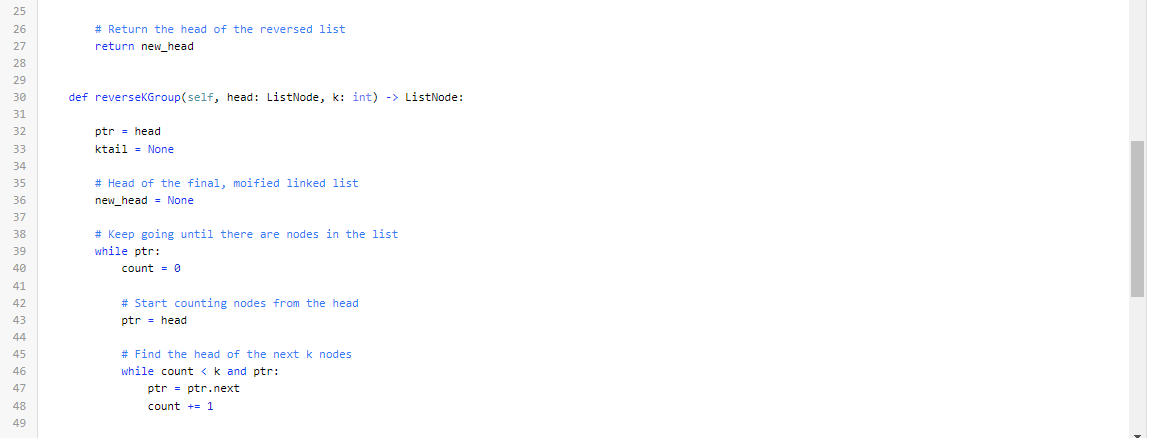 25
26 # Return the head of the reversed list
27 return new_head
28
29
30 def reverseKGroup(self, head: ListNode, k: int) -> ListNode:
31
32 ptr = head
33 ktail = None
34
35 # Head of the final, moified linked list
36 new_head = None
37
38 # Keep going until there are nodes in the list
39 while ptr:
40 count = 0
41
42 # Start counting nodes from the head
43 ptr = head
44
45 # Find the head of the next k nodes
46 while count < k and ptr:
47 ptr = ptr.next
48 count += 1
49